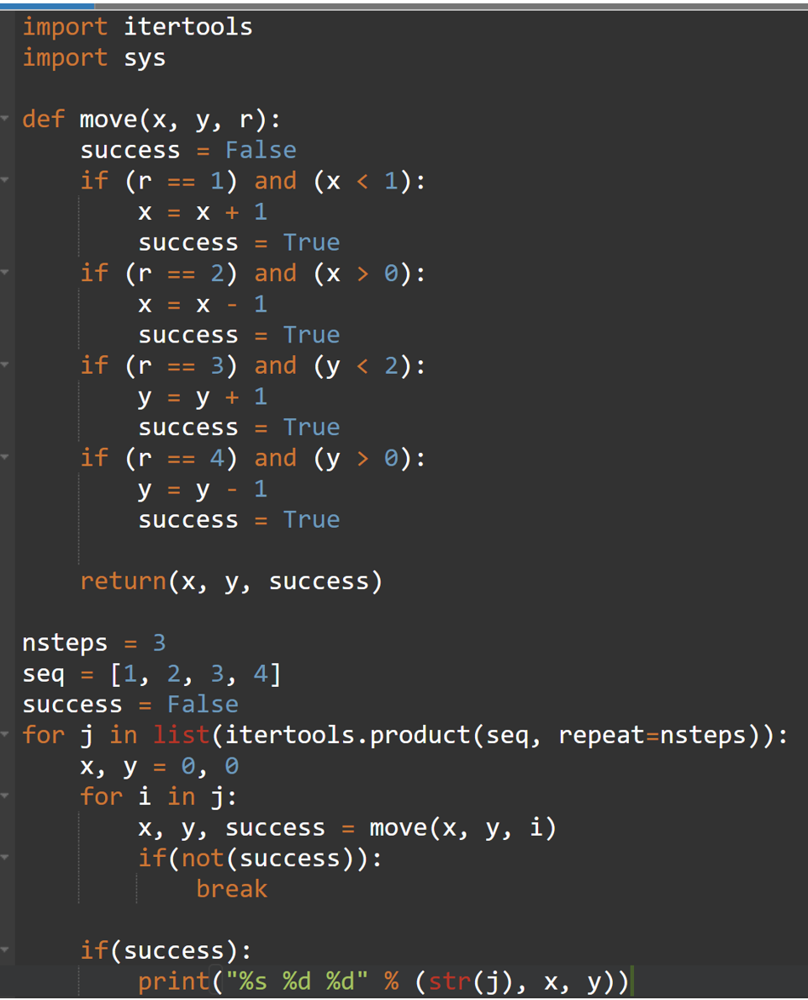 import itertools
import sys
def move(x, y, r):
    success = False
    if (r == 1) and (x < 1):
        x = x + 1
        success = True
    if (r == 2) and (x > 0):
        x = x - 1
        success = True
    if (r == 3) and (y < 2):
        y = y + 1
        success = True
    if (r == 4) and (y > 0):
        y = y - 1
        success = True
    return(x, y, success)
nsteps = 3
seq = [1, 2, 3, 4]
success = False
for j in list(itertools.product(seq, repeat=nsteps)):
    x, y = 0, 0
    for i in j:
        x, y, success = move(x, y, i)
        if(not(success)):
            break
    if(success):
        print("%s %d %d" % (str(j), x, y))